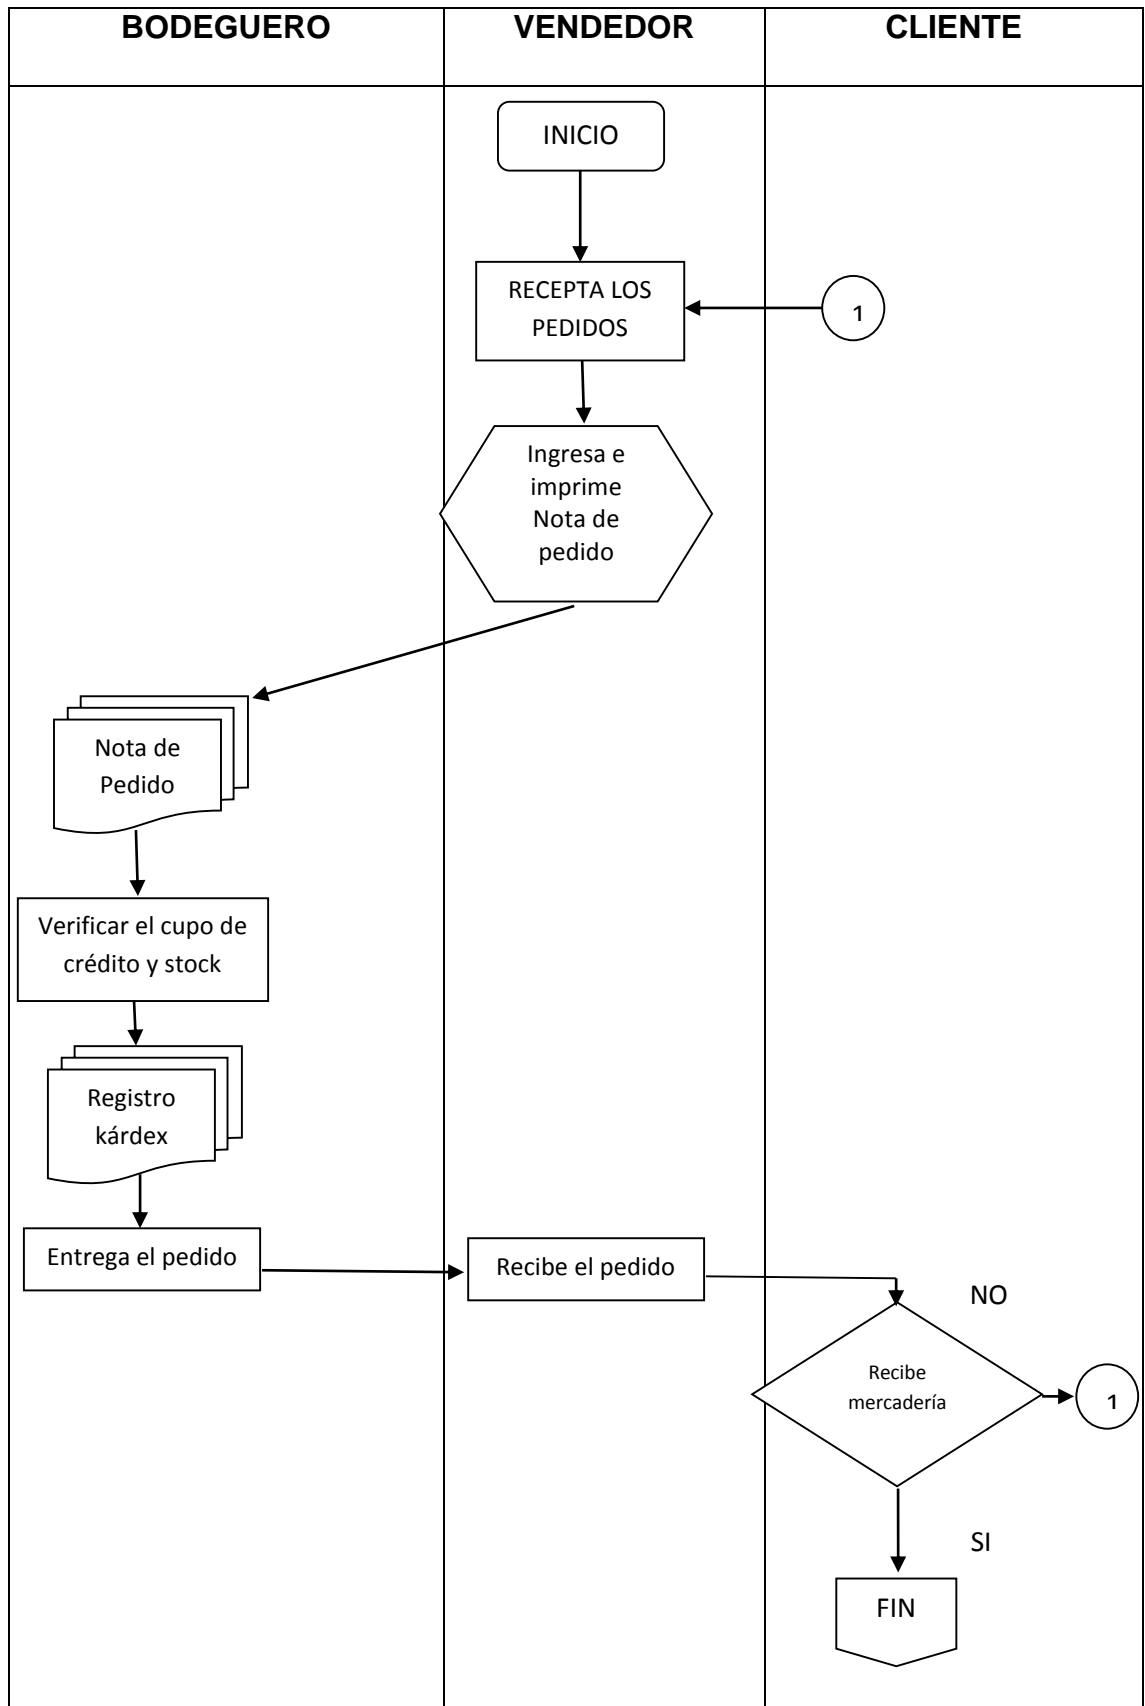 BODEGUERO
VENDEDOR
CLIENTE
INICIO
RECEPTA LOS
PEDIDOS
1
Ingresa e
imprime
Nota de
pedido
Nota de
Pedido
Verificar el cupo de
crédito y stock
Registro
kárdex
Entrega el pedido
Recibe el pedido
NO
Recibe
mercadería
1
SI
FIN